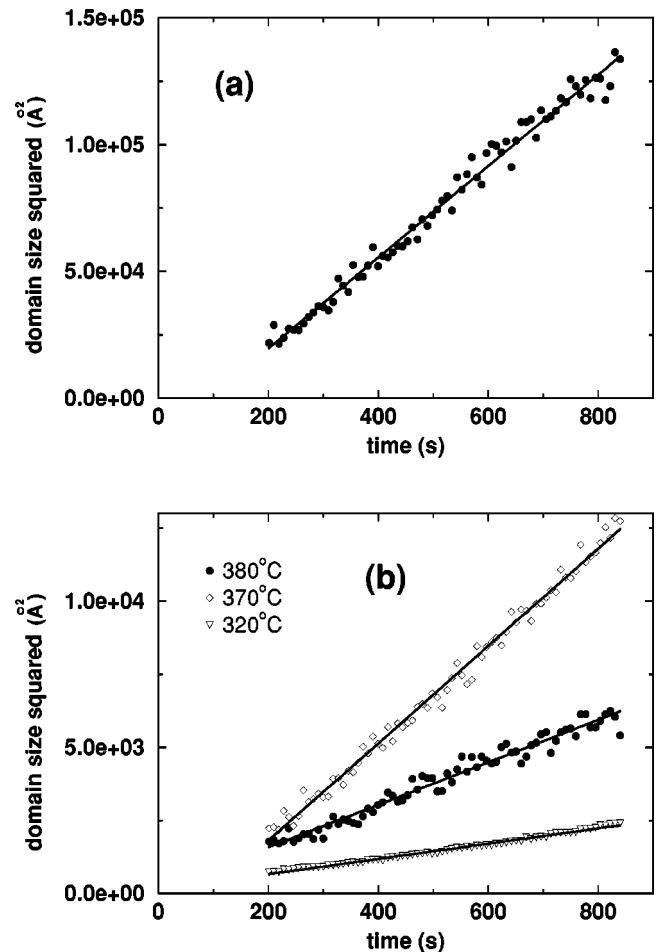 1.5e+05
(a)
1.0e+05
5.0e+04
0.0e+00
domain size squared (Å²)
0 200 400 600 800
time (s)
(b)
380°C
370°C
320°C
1.0e+04
5.0e+03
0.0e+00
domain size squared (Å²)
0 200 400 600 800
time (s)